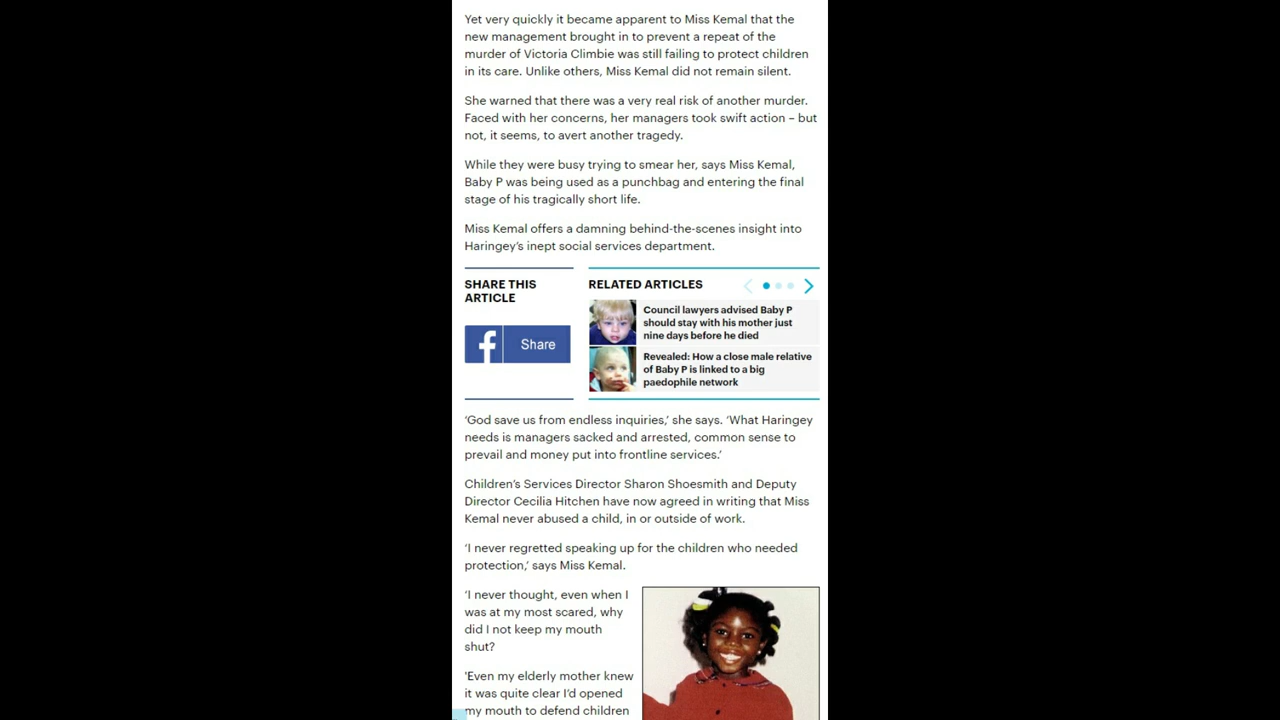 Yet very quickly it became apparent to Miss Kemal that the
new management brought in to prevent a repeat of the
murder of Victoria Climbie was still failing to protect children
in its care. Unlike others, Miss Kemal did not remain silent.
She warned that there was a very real risk of another murder.
Faced with her concerns, her managers took swift action – but
not, it seems, to avert another tragedy.
While they were busy trying to smear her, says Miss Kemal,
Baby P was being used as a punchbag and entering the final
stage of his tragically short life.
Miss Kemal offers a damning behind-the-scenes insight into
Haringey’s inept social services department.
SHARE THIS
ARTICLE
f Share
RELATED ARTICLES
Council lawyers advised Baby P
should stay with his mother just
nine days before he died
Revealed: How a close male relative
of Baby P is linked to a big
paedophile network
‘God save us from endless inquiries,’ she says. ‘What Haringey
needs is managers sacked and arrested, common sense to
prevail and money put into frontline services.’
Children’s Services Director Sharon Shoesmith and Deputy
Director Cecilia Hitchen have now agreed in writing that Miss
Kemal never abused a child, in or outside of work.
‘I never regretted speaking up for the children who needed
protection,’ says Miss Kemal.
‘I never thought, even when I
was at my most scared, why
did I not keep my mouth
shut?
'Even my elderly mother knew
it was quite clear I’d opened
my mouth to defend children